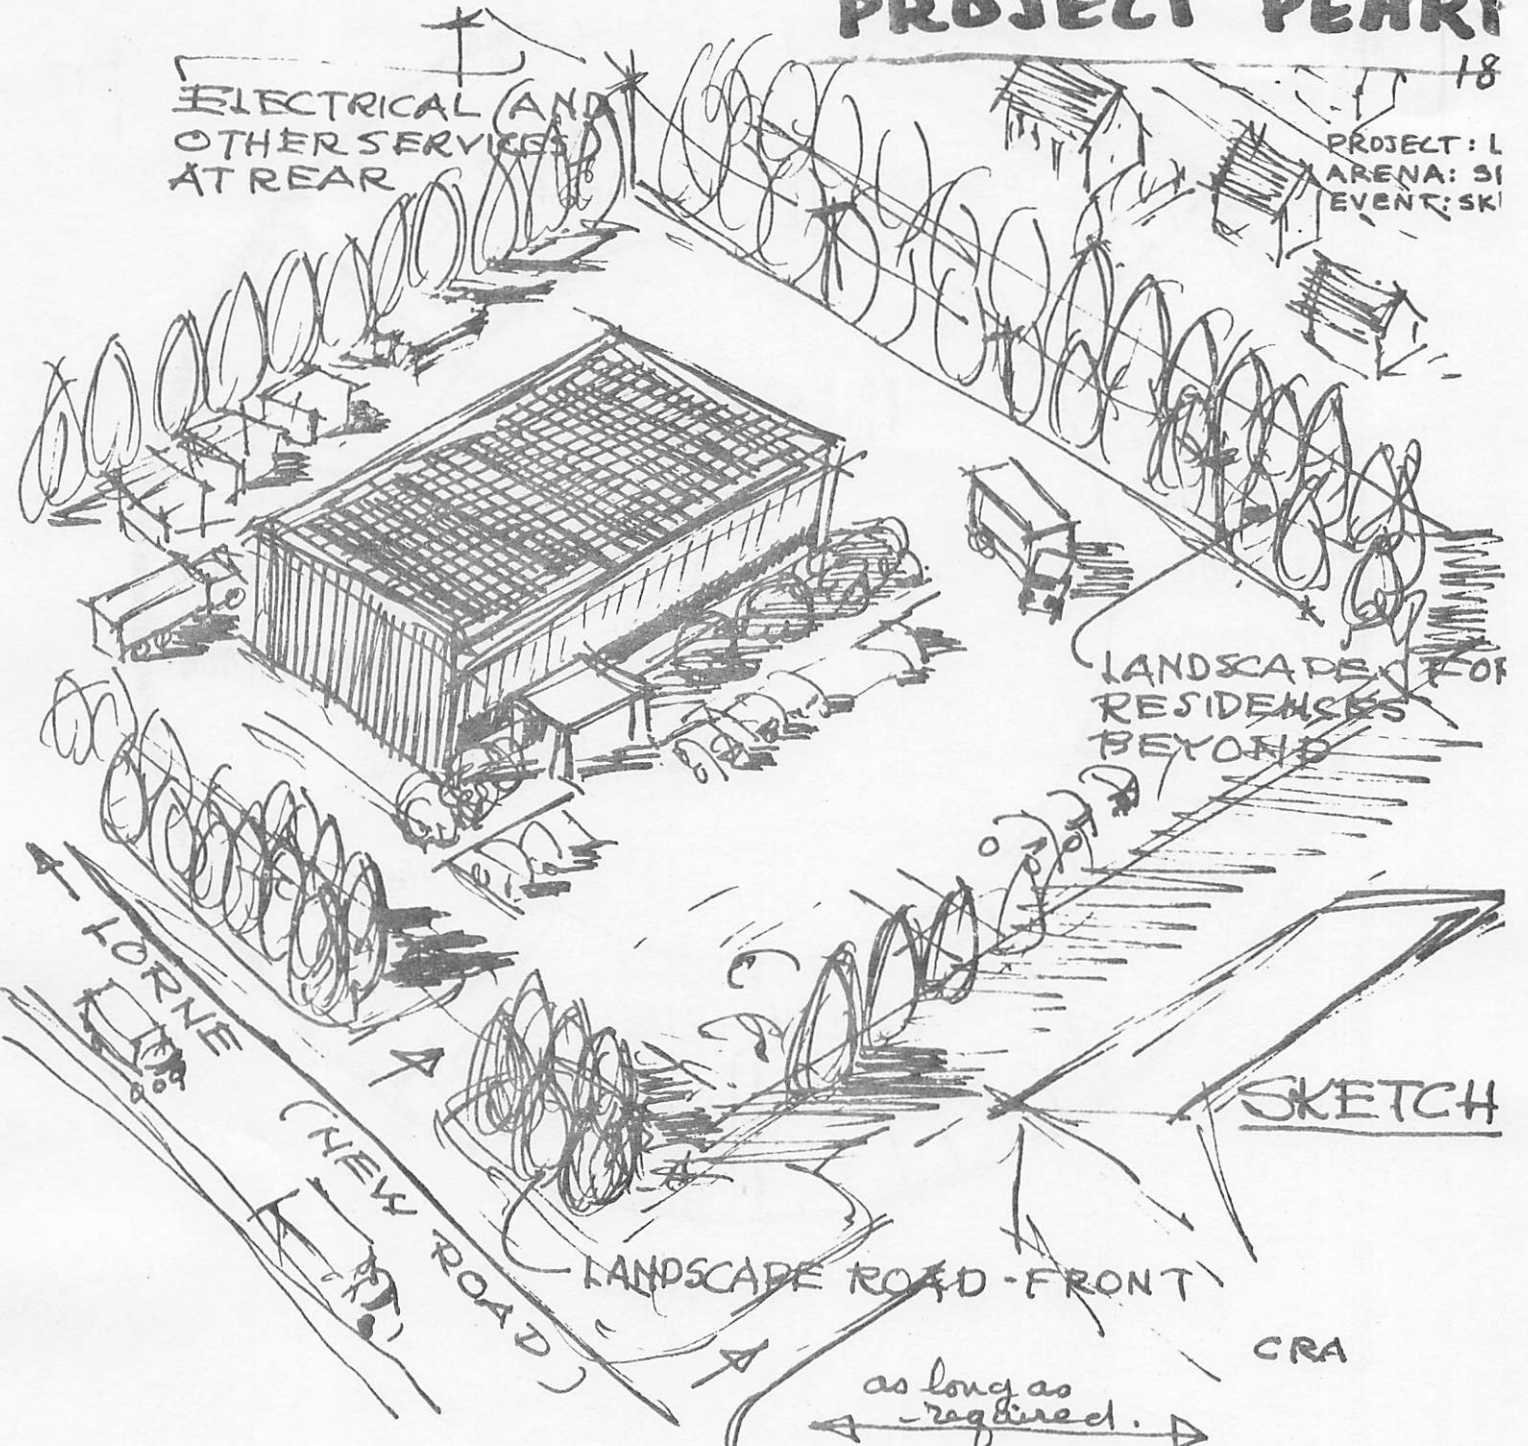 PROJECT
18
ELECTRICAL (AND
OTHER SERVICES)
AT REAR
PROJECT: L
ARENA: SI
EVENT: SK
LANDSCAPE FOR
RESIDENCES
BEYOND
LORNE
(NEW ROAD)
SKETCH
LANDSCAPE ROAD-FRONT
CRA
as long as
required.